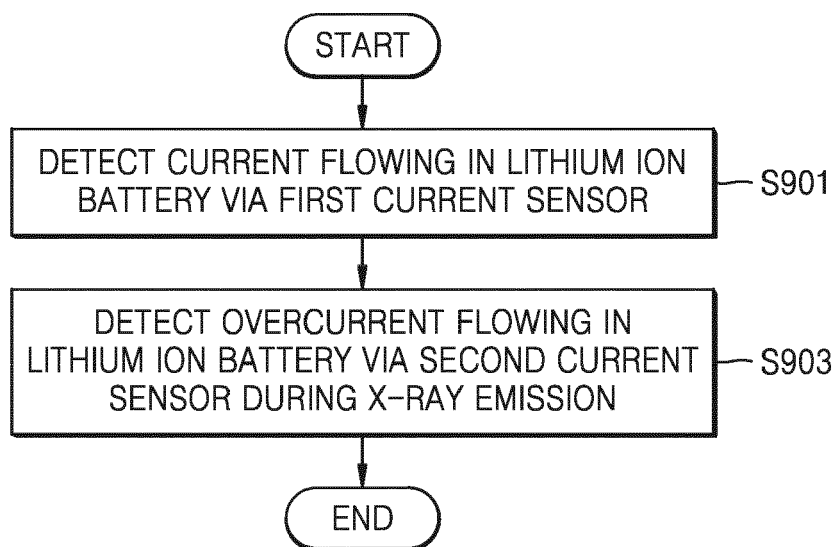 START
DETECT CURRENT FLOWING IN LITHIUM ION
BATTERY VIA FIRST CURRENT SENSOR
S901
DETECT OVERCURRENT FLOWING IN
LITHIUM ION BATTERY VIA SECOND CURRENT
SENSOR DURING X-RAY EMISSION
S903
END